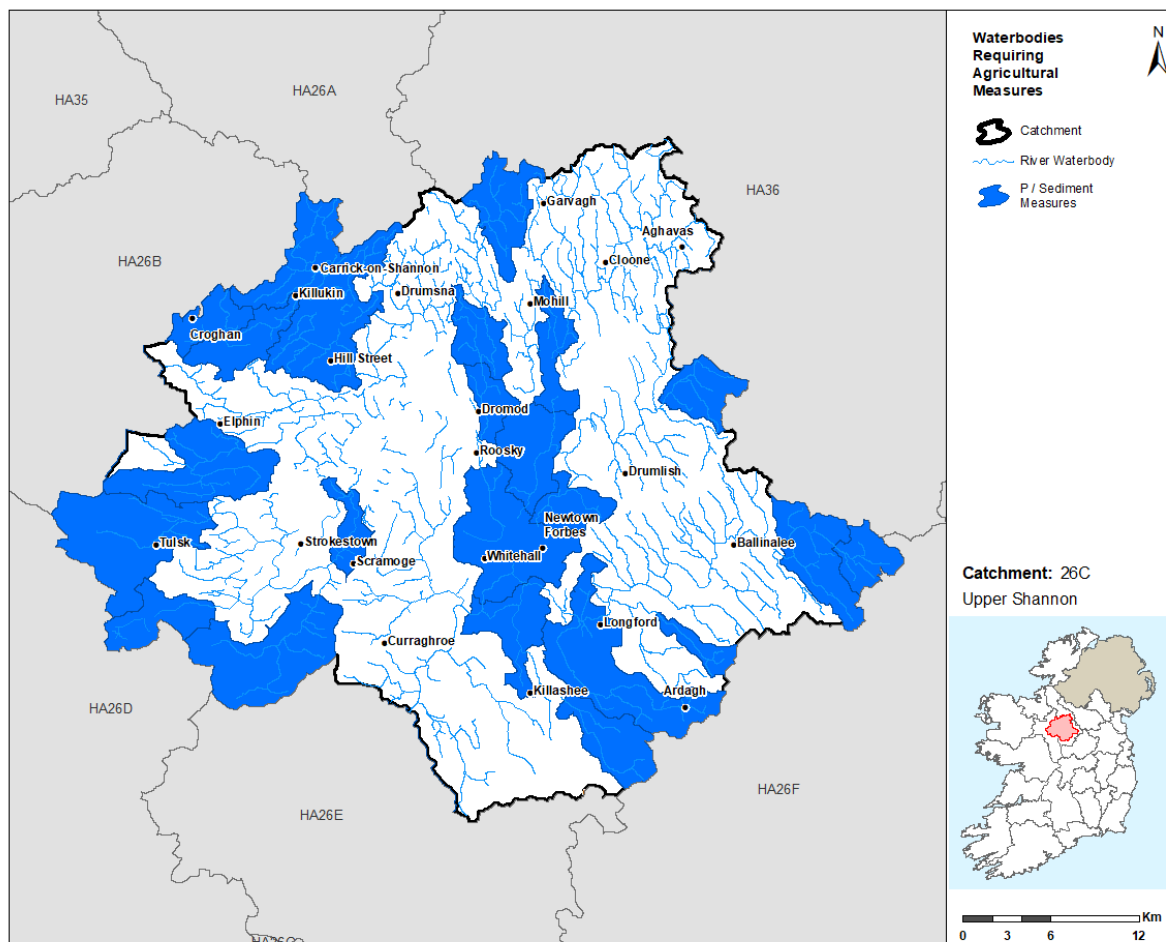 HA35
HA26A
HA36
HA26B
HA26D
HA26E
HA26F
HA26G
Garvagh
Aghavas
Cloone
Carrick-on-Shannon
Killukin
Drumsna
Mohill
Croghan
Hill Street
Dromod
Elphin
Roosky
Drumlish
Newtown
Forbes
Tulsk
Strokestown
Whitehall
Ballinalee
Scramoge
Longford
Curraghroe
Killashee
Ardagh
Waterbodies
Requiring
Agricultural
Measures
N
Catchment
River Waterbody
P / Sediment
Measures
Catchment: 26C
Upper Shannon
Km
0 3 6 12